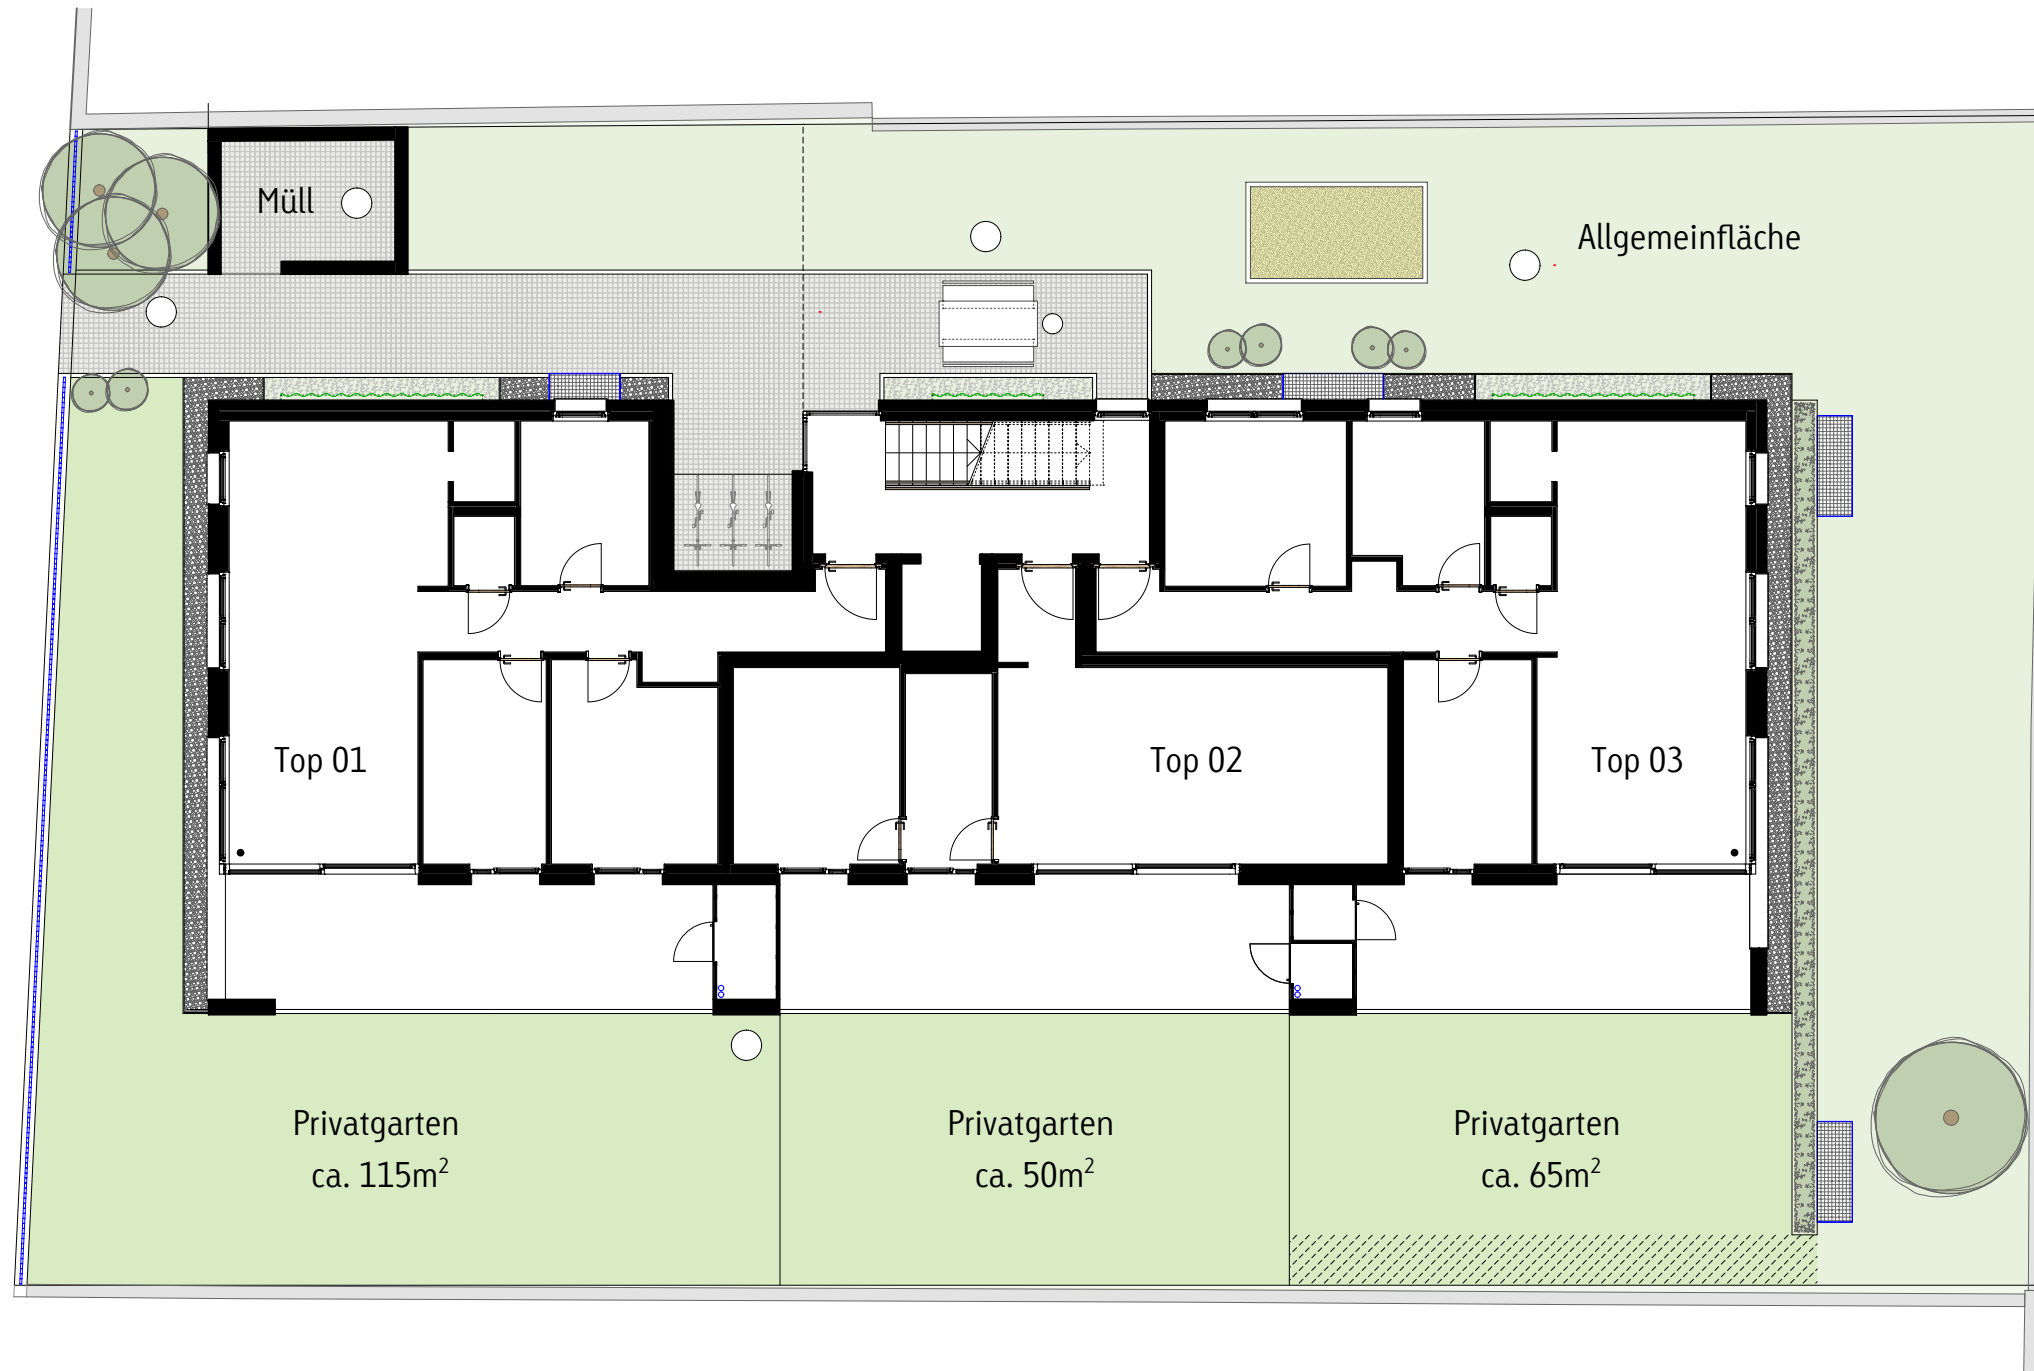 Müll
Allgemeinfläche
Top 01
Top 02
Top 03
Privatgarten
ca. 115m²
Privatgarten
ca. 50m²
Privatgarten
ca. 65m²